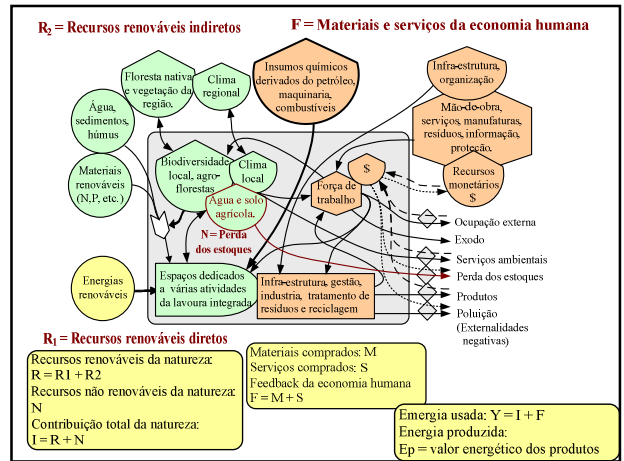 R2 = Recursos renováveis indiretos
F = Materiais e serviços da economia humana
Floresta nativa
e vegetação da
região.
Clima
regional
Insumos químicos
derivados do petróleo,
maquinaria,
combustíveis
Infra-estrutura,
organização
Água,
sedimentos,
húmus
Mão-de-obra,
serviços, manufaturas,
resíduos, informação,
proteção.
Materiais
renováveis
(N,P, etc.)
Biodiversidade
local, agro-
florestas
Clima
local
Força de
trabalho
$
Recursos
monetários
$
Água e solo
agrícola,
N = Perda
dos estoques
Ocupação externa
Exodo
Serviços ambientais
Perda dos estoques
Produtos
Poluição
(Externalidades
negativas)
Energias
renováveis
Espaços dedicados
a várias atividades
da lavoura integrada
Infra-estrutura, gestão,
industria, tratamento de
resíduos e reciclagem
R1 = Recursos renováveis diretos
Recursos renováveis da natureza:
R = R1 + R2
Recursos não renováveis da natureza:
N
Contribuição total da natureza:
I = R + N
Materiais comprados: M
Serviços comprados: S
Feedback da economia humana
F = M + S
Emergia usada: Y = I + F
Energia produzida:
Ep = valor energético dos produtos